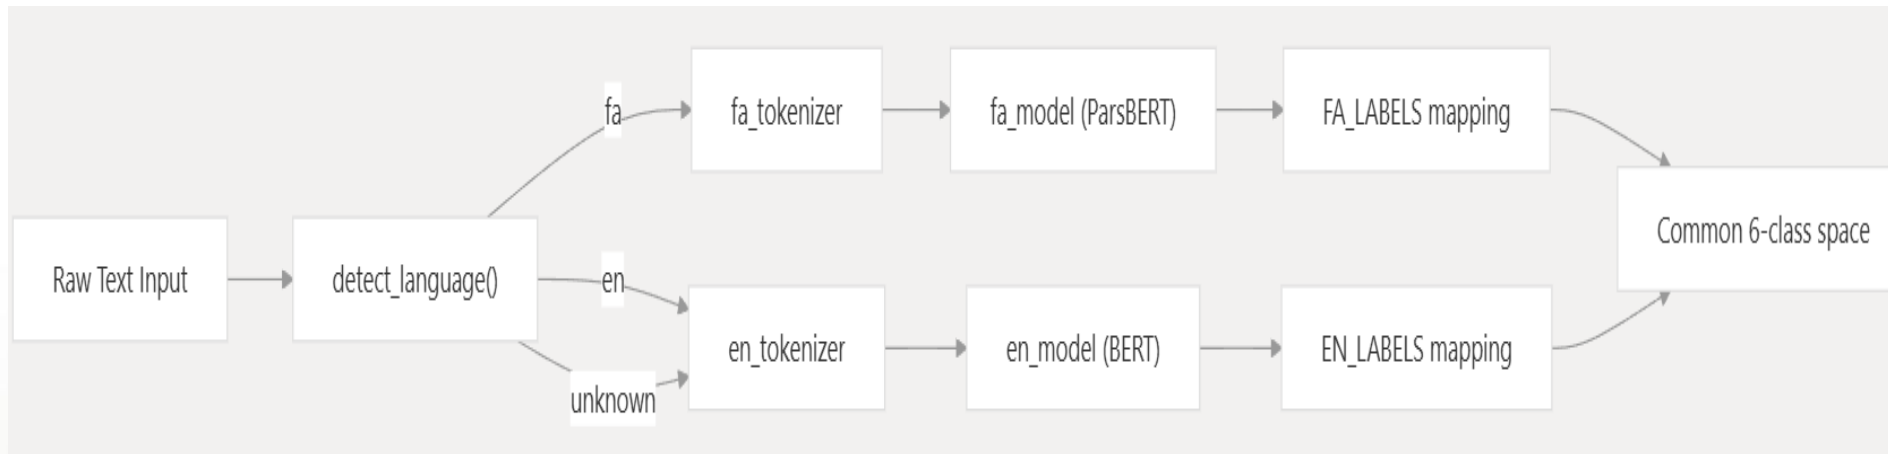 fa
fa_tokenizer
fa_model (ParsBERT)
FA_LABELS mapping
Raw Text Input
detect_language()
en
unknown
en_tokenizer
en_model (BERT)
EN_LABELS mapping
Common 6-class space